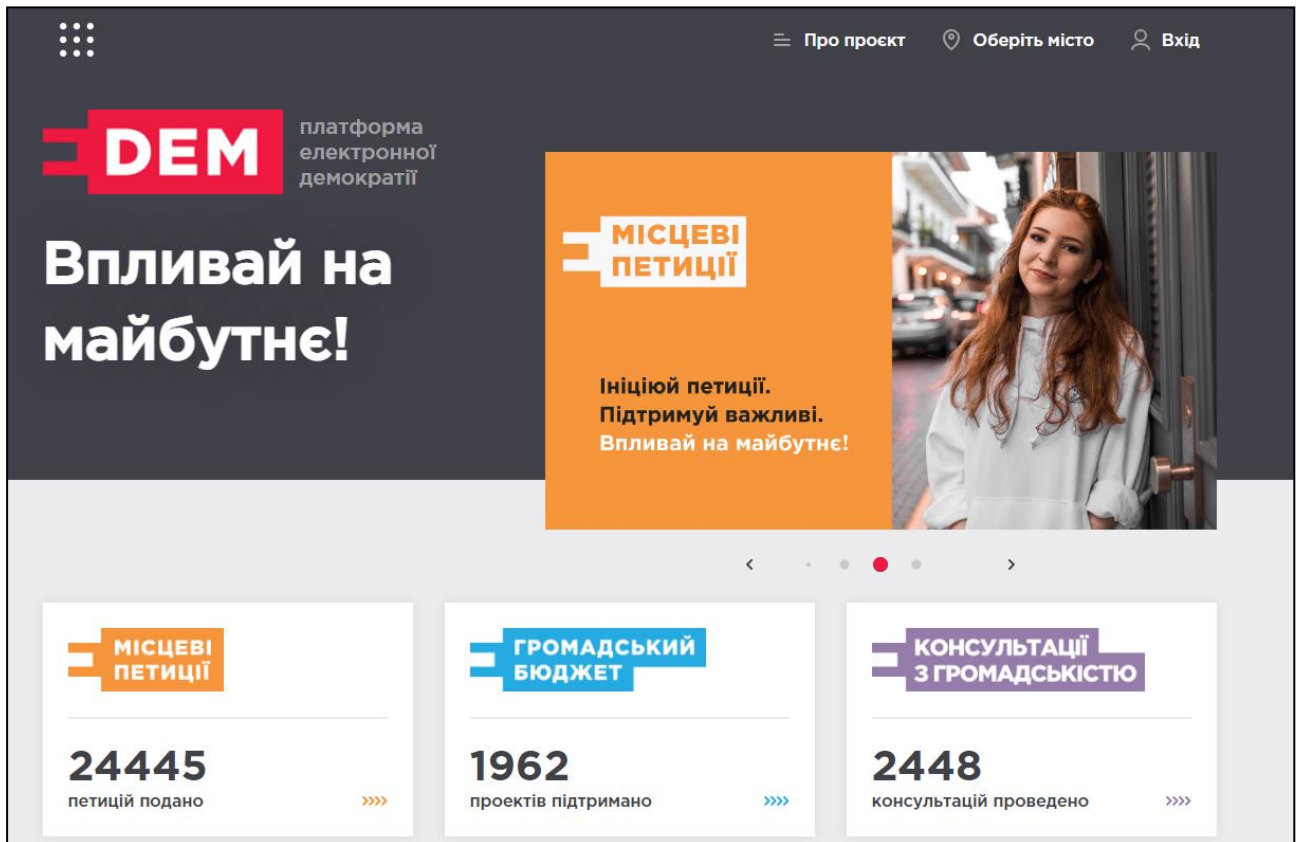 Про проєкт
Оберіть місто
Вхід
DEM
платформа
електронної
демократії
Впливай на
майбутнє!
МІСЦЕВІ
ПЕТИЦІЇ
Ініціюй петиції.
Підтримуй важливі.
Впливай на майбутнє!
МІСЦЕВІ
ПЕТИЦІЇ
24445
петицій подано
ГРОМАДСЬКИЙ
БЮДЖЕТ
1962
проектів підтримано
КОНСУЛЬТАЦІЇ
З ГРОМАДСЬКІСТЮ
2448
консультацій проведено